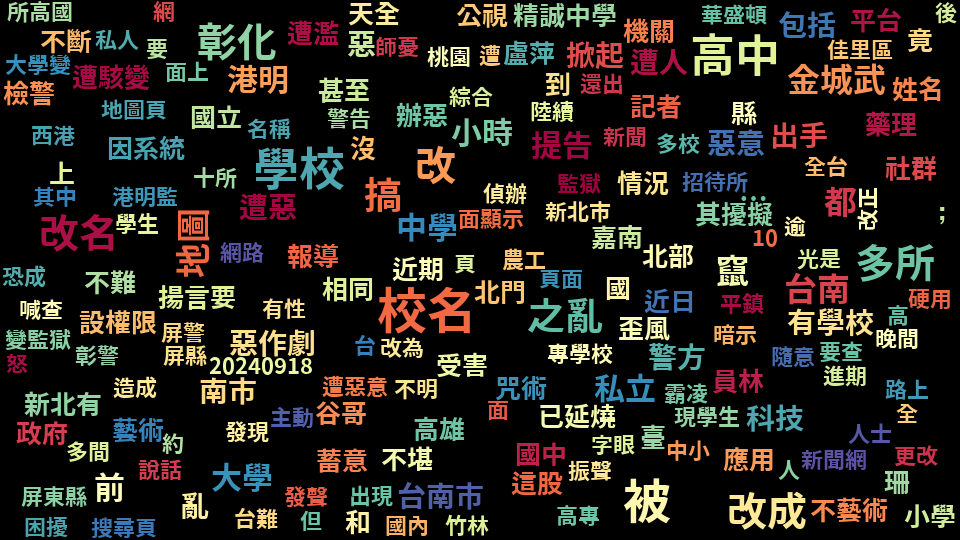 所高國 網 天全 公視 精誠中學 華盛頓 後
不斷 私人 要 彰化 遭濫 惡 師憂 機關 包括 平台 竟
大學變 遭駭變 面上 港明 桃園 遭 盧萍 掀起 遭人 高中 佳里區
檢警 甚至 到 還出 金城武 姓名
地圖頁 國立 名稱 警告 辦惡 綜合 陸續 記者 縣 藥理
西港 因系統 學校 沒 小時 提告 新聞 多校 惡意 出手
上 十所 改 全台 社群
其中 港明監 遭惡 搞 偵辦 監獄 情況 招待所 … 都 改正
改名 學生 地圖 中學 面顯示 新北市 其擾擬 逾 ;
網路 報導 嘉南 北部 10 光是 多所
恐成 不難 近期 頁 農工 頁面 竄 台南
喊查 揚言要 有性 相同 校名 北門 國 近日 平鎮 硬用
設權限 屏警 之亂 歪風 暗示 有學校 高
變監獄 彰警 屏縣 惡作劇 台 改為 專學校 警方 隨意 要查 晚間
怒 20240918 受害 進期
造成 南市 遭惡意 不明 咒術 私立 霸凌 員林 路上
新北有 主動 谷哥 面 已延燒 現學生 科技 全
政府 藝術 發現 高雄 臺 人士
多間 約 字眼 中小
說話 大學 蓄意 不堪 國中 振聲 應用 人 新聞網 更改
屏東縣 前 發聲 出現 台南市 這股 被 珊
亂 改成 不藝術
困擾 搜尋頁 台難 但 和 國內 竹林 高專 小學